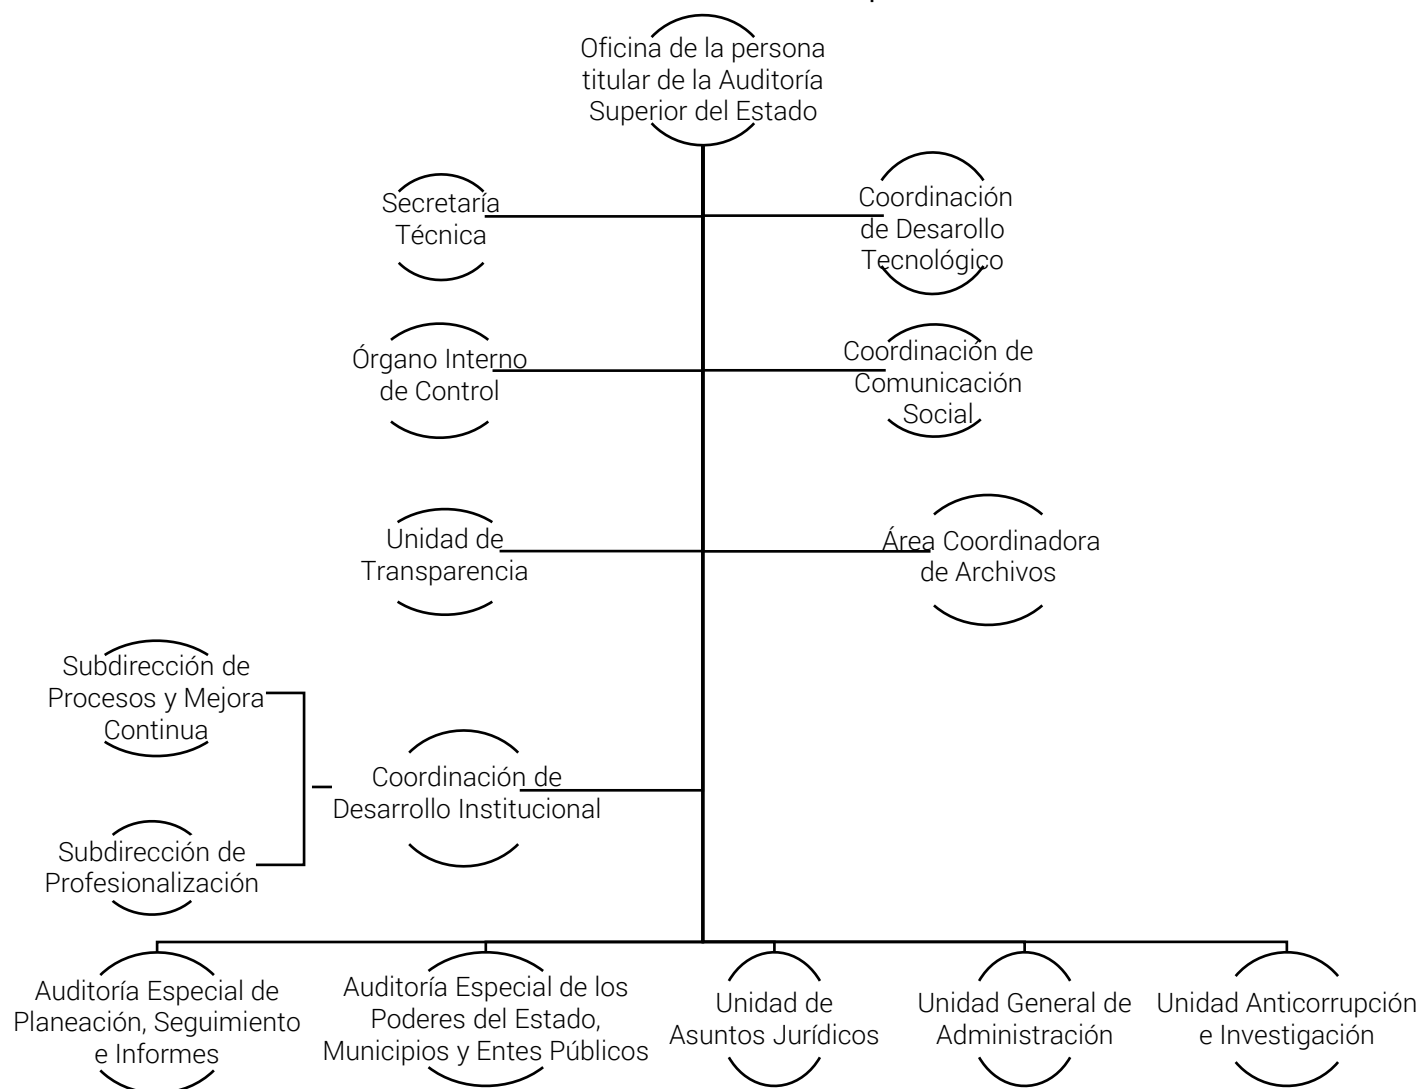 Oficina de la persona
titular de la Auditoría
Superior del Estado
Secretaría
Técnica
Coordinación
de Desarollo
Tecnológico
Órgano Interno
de Control
Coordinación de
Comunicación
Social
Unidad de
Transparencia
Área Coordinadora
de Archivos
Subdirección de
Procesos y Mejora
Continua
Coordinación de
Desarrollo Institucional
Subdirección de
Profesionalización
Auditoría Especial de
Planeación, Seguimiento
e Informes
Auditoría Especial de los
Poderes del Estado,
Municipios y Entes Públicos
Unidad de
Asuntos Jurídicos
Unidad General de
Administración
Unidad Anticorrupción
e Investigación